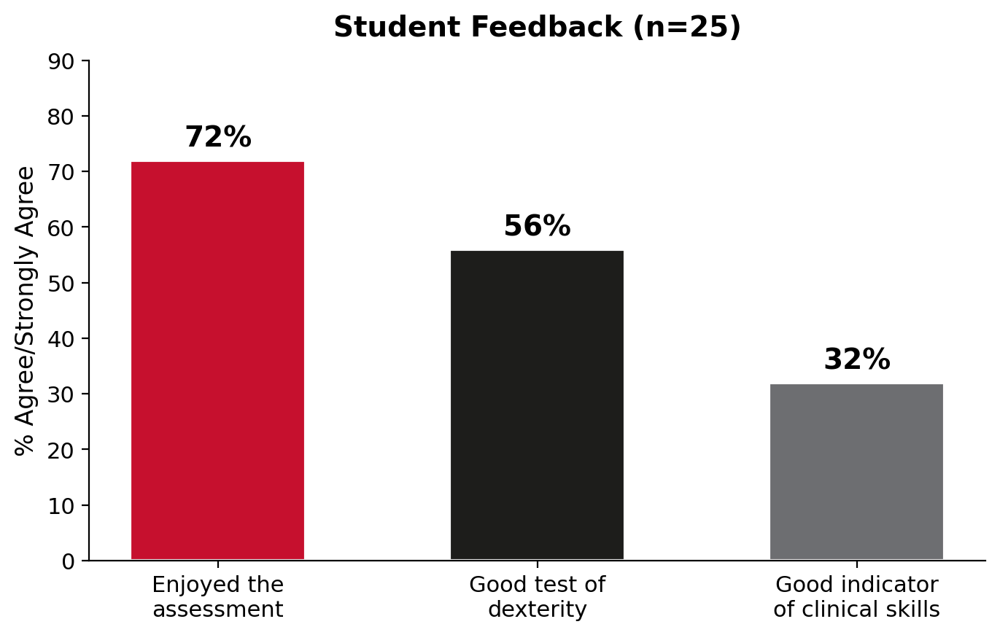 Student Feedback (n=25)
% Agree/Strongly Agree
90
80
70
60
50
40
30
20
10
0
72%
56%
32%
Enjoyed the
assessment
Good test of
dexterity
Good indicator
of clinical skills